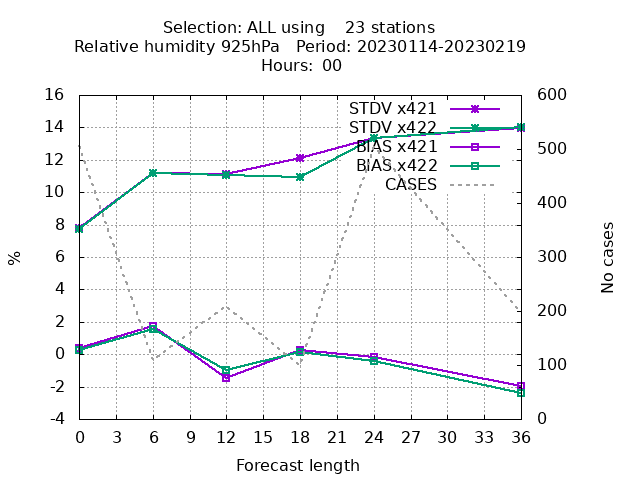 Selection: ALL using    23 stations
Relative humidity 925hPa   Period: 20230114-20230219
Hours: 00
STDV x421
STDV x422
BIAS x421
BIAS x422
CASES
16
14
12
10
8
6
4
2
0
-2
-4
%
600
500
400
300
200
100
0
No cases
0 3 6 9 12 15 18 21 24 27 30 33 36
Forecast length